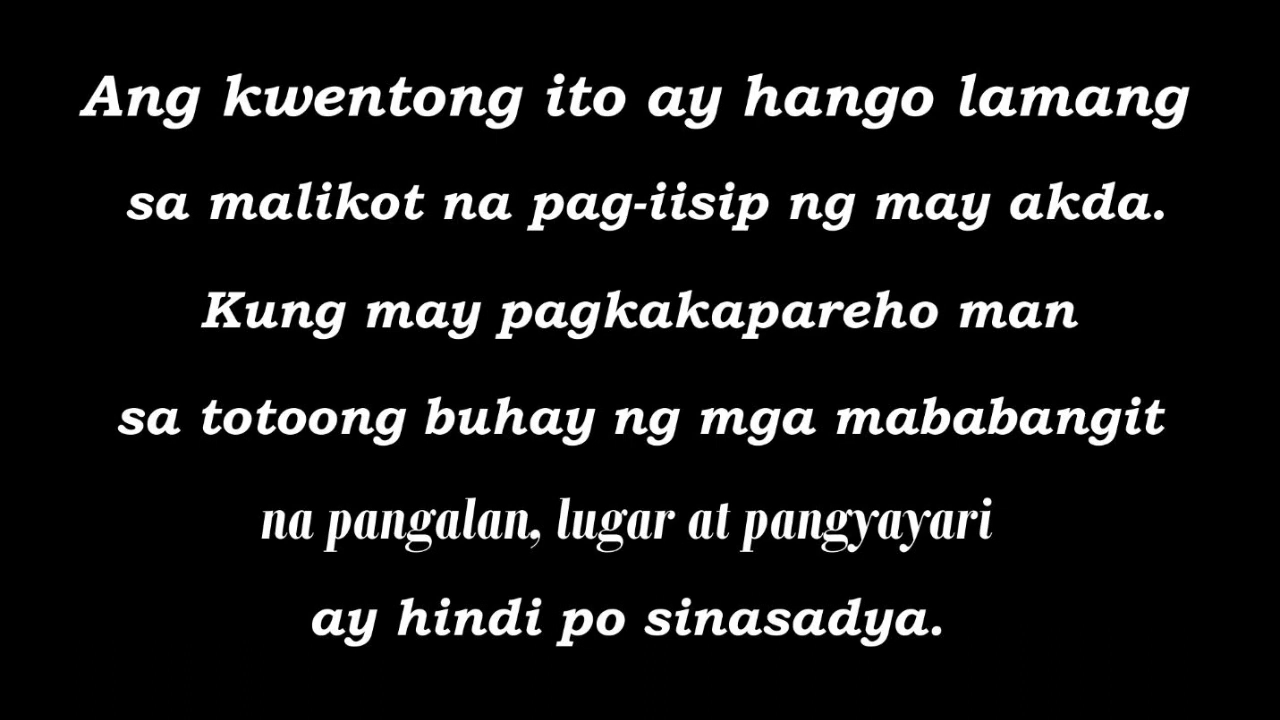 Ang kwentong ito ay hango lamang
sa malikot na pag-iisip ng may akda.
Kung may pagkakapareho man
sa totoong buhay ng mga mababangit
na pangalan, lugar at pangyayari
ay hindi po sinasadya.